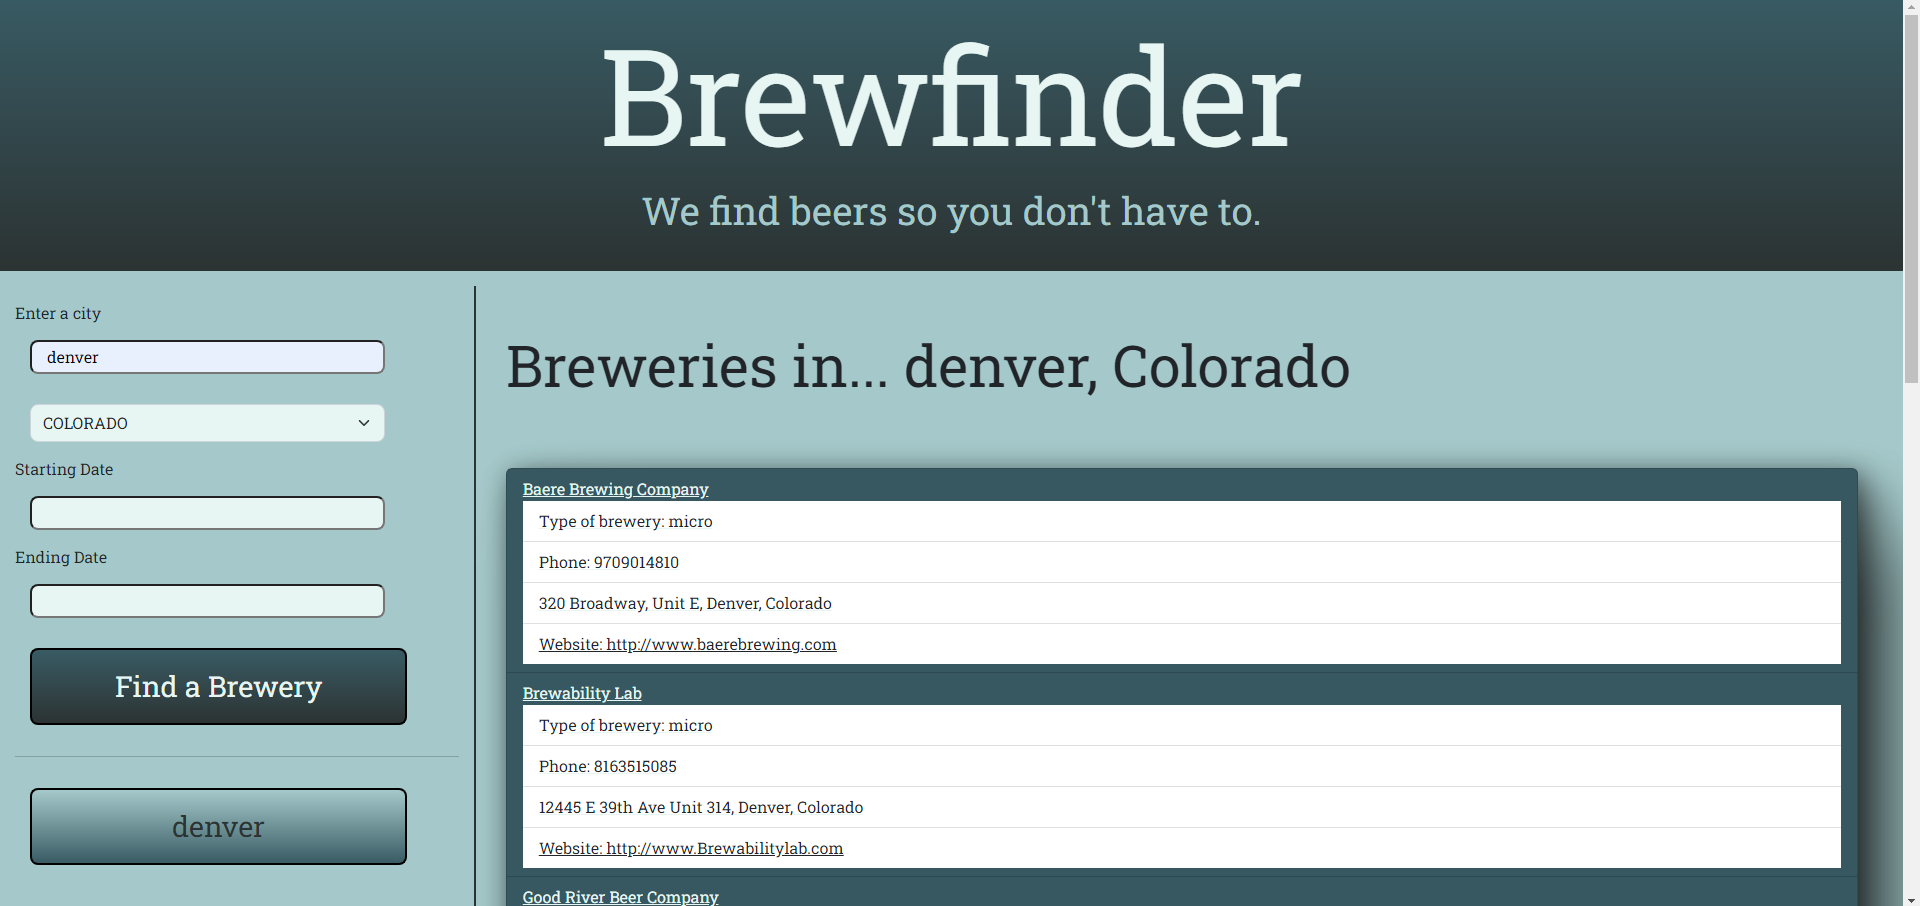 Brewfinder
We find beers so you don't have to.
Enter a city
denver
COLORADO
Starting Date
Ending Date
Find a Brewery
denver
Breweries in... denver, Colorado
Baere Brewing Company
Type of brewery: micro
Phone: 9709014810
320 Broadway, Unit E, Denver, Colorado
Website: http://www.baerebrewing.com
Brewability Lab
Type of brewery: micro
Phone: 8163515085
12445 E 39th Ave Unit 314, Denver, Colorado
Website: http://www.Brewabilitylab.com
Good River Beer Company